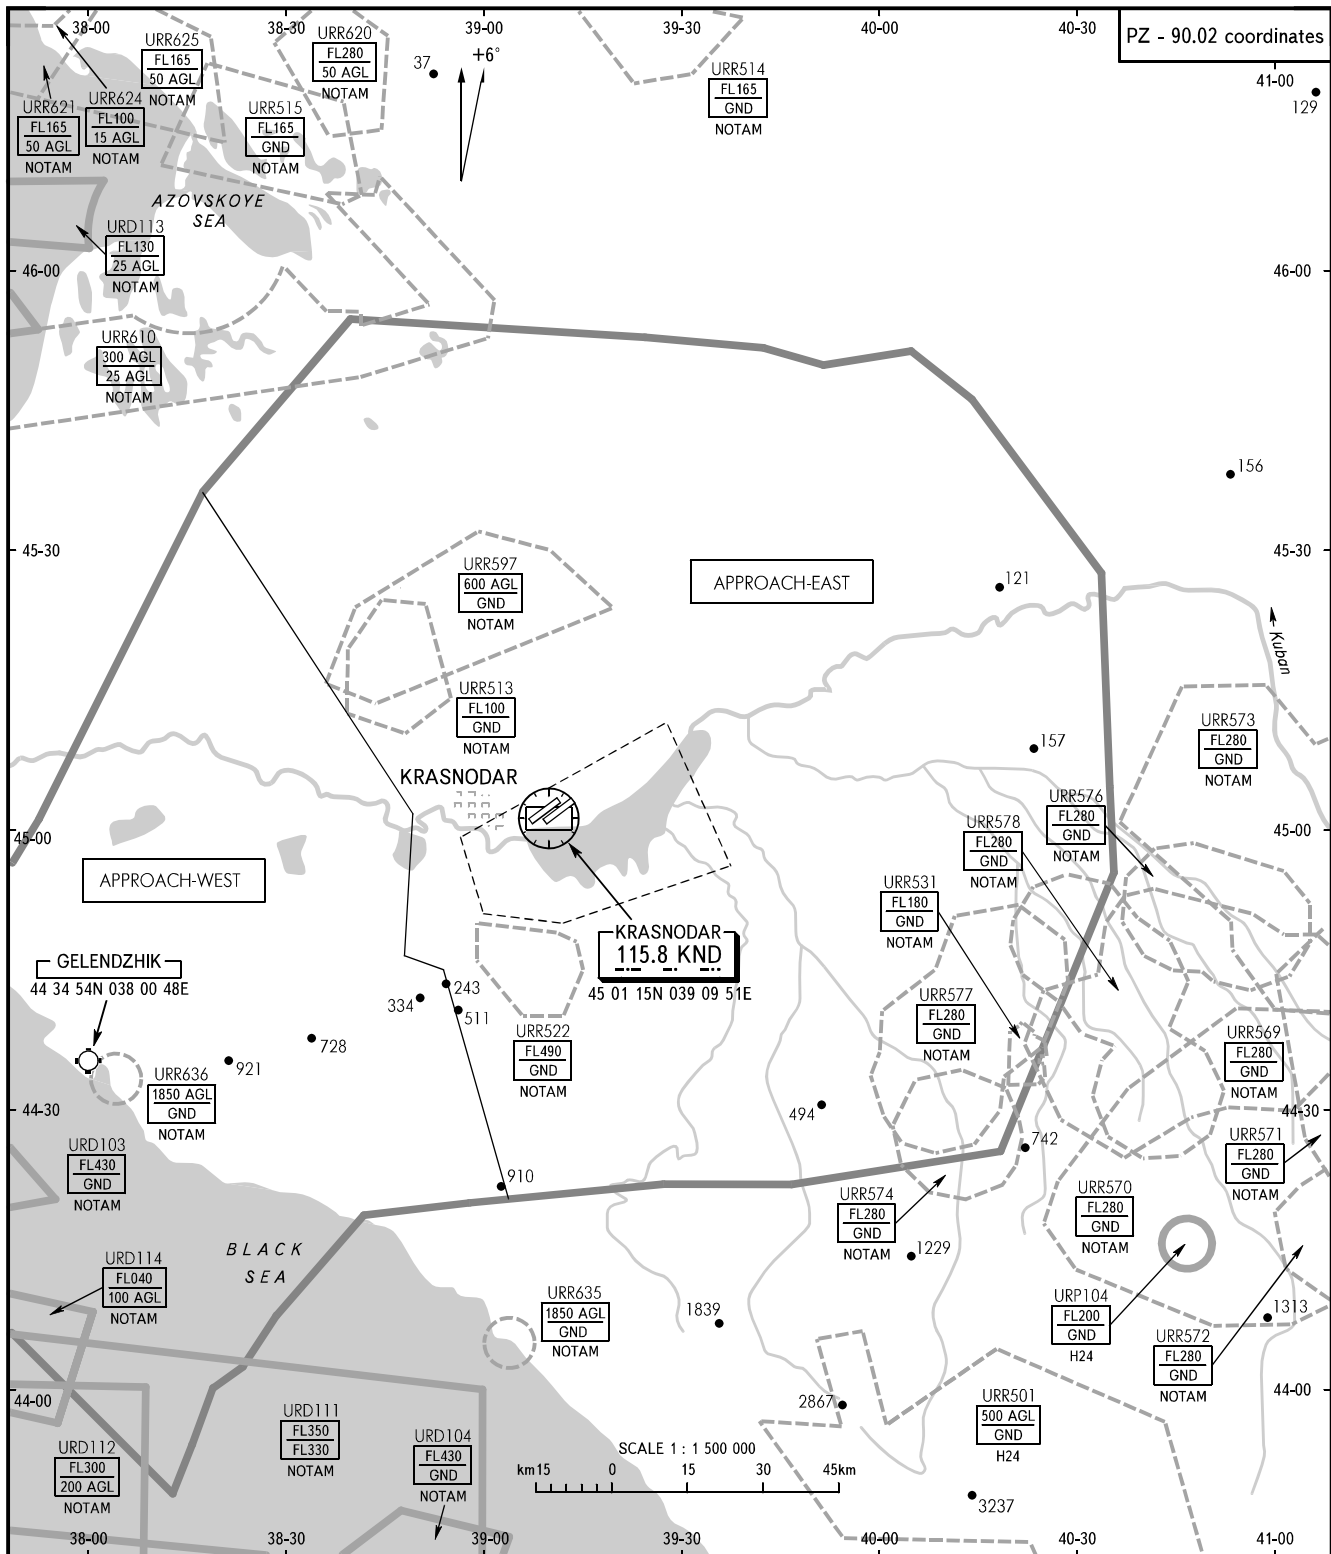 38-00
38-30
39-00
39-30
40-00
40-30
PZ - 90.02 coordinates
41-00
129
URR625
FL165
50 AGL
NOTAM
URR620
FL280
50 AGL
NOTAM
37
+6°
URR514
FL165
GND
NOTAM
URR621
FL165
50 AGL
NOTAM
URR624
FL100
15 AGL
NOTAM
URR515
FL165
GND
NOTAM
AZOVSKOYE
SEA
URD113
FL130
25 AGL
NOTAM
46-00
46-00
URR610
300 AGL
25 AGL
NOTAM
156
45-30
45-30
URR597
600 AGL
GND
NOTAM
APPROACH-EAST
121
Kuban
URR513
FL100
GND
NOTAM
157
URR573
FL280
GND
NOTAM
KRASNODAR
URR576
FL280
GND
NOTAM
URR578
FL280
GND
NOTAM
45-00
45-00
APPROACH-WEST
URR531
FL180
GND
NOTAM
KRASNODAR
115.8 KND
45 01 15N 039 09 51E
GELENDZHIK
44 34 54N 038 00 48E
243
334
511
728
921
URR577
FL280
GND
NOTAM
URR522
FL490
GND
NOTAM
URR569
FL280
GND
NOTAM
URR636
1850 AGL
GND
NOTAM
494
44-30
44-30
742
URD103
FL430
GND
NOTAM
URR571
FL280
GND
NOTAM
910
URR574
FL280
GND
NOTAM
URR570
FL280
GND
NOTAM
BLACK
SEA
1229
URD114
FL040
100 AGL
NOTAM
URR635
1850 AGL
GND
NOTAM
1839
URP104
FL200
GND
H24
1313
URR572
FL280
GND
NOTAM
44-00
44-00
2867
URR501
500 AGL
GND
H24
URD111
FL350
FL330
NOTAM
URD112
FL300
200 AGL
NOTAM
URD104
FL430
GND
NOTAM
SCALE 1 : 1 500 000
km15 0 15 30 45km
3237
38-00
38-30
39-00
39-30
40-00
40-30
41-00